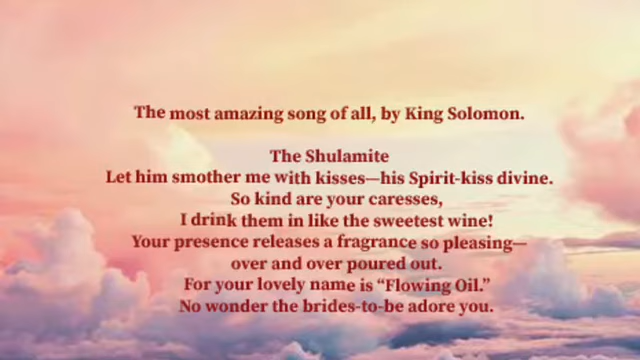 The most amazing song of all, by King Solomon.
The Shulamite
Let him smother me with kisses—his Spirit-kiss divine.
So kind are your caresses,
I drink them in like the sweetest wine!
Your presence releases a fragrance so pleasing—
over and over poured out.
For your lovely name is “Flowing Oil.”
No wonder the brides-to-be adore you.